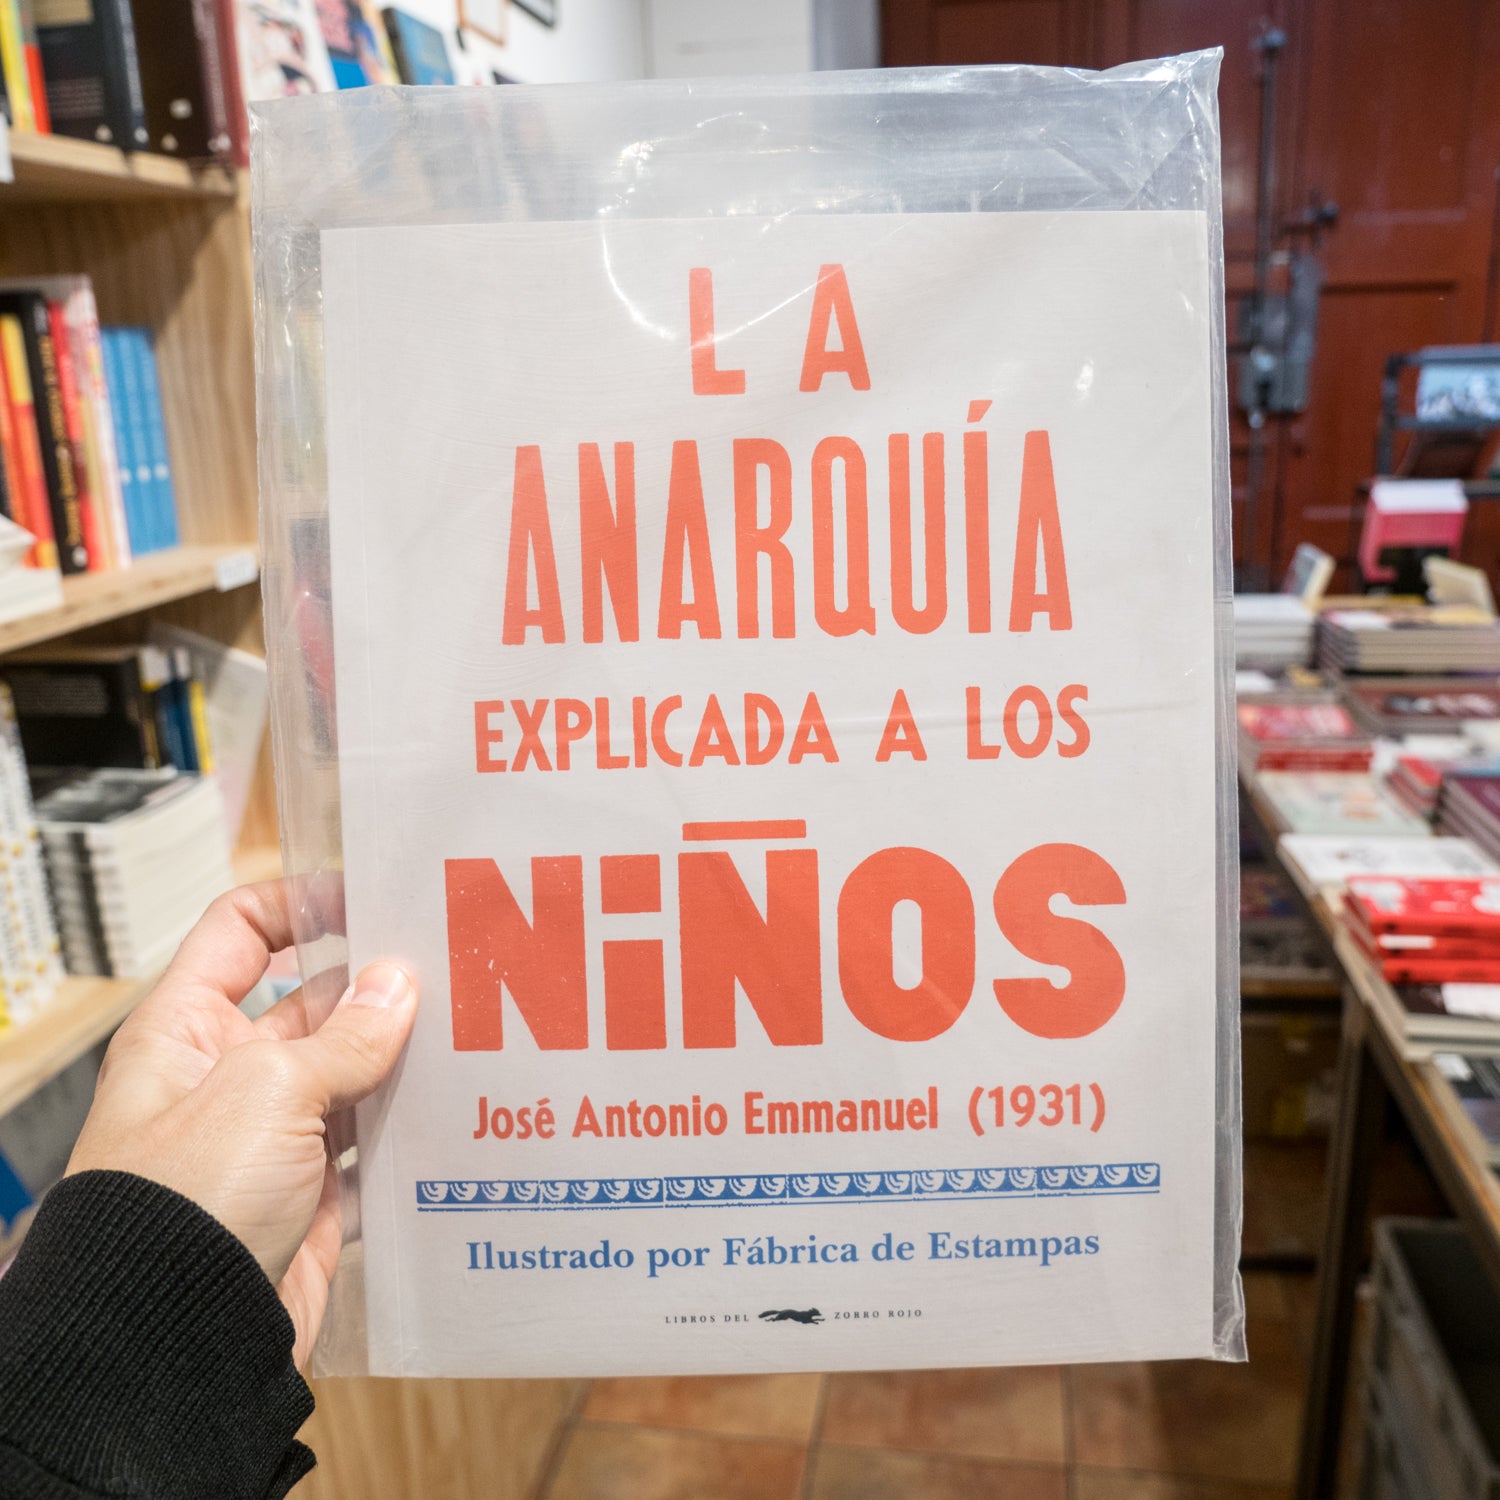 LA
ANARQUÍA
EXPLICADA A LOS
NIÑOS
José Antonio Emmanuel (1931)
Ilustrado por Fábrica de Estampas
LIBROS DEL ZORRO ROJO